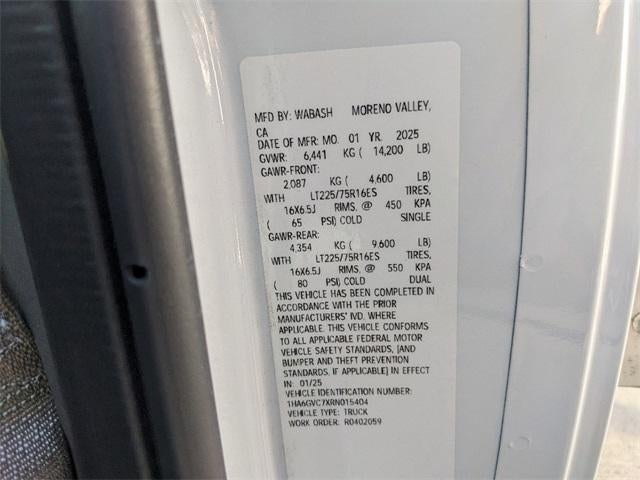 MFD BY: WABASH MORENO VALLEY,
CA
DATE OF MFR: MO. 01 YR. 2025
GVWR: 6,441 KG ( 14,200 LB)
GAWR-FRONT:
2,087 KG ( 4,600 LB)
WITH LT225/75R16ES TIRES,
16X6.5J RIMS, @ 450 KPA
( 65 PSI) COLD SINGLE
GAWR-REAR:
4,354 KG ( 9,600 LB)
WITH LT225/75R16ES TIRES,
16X6.5J RIMS, @ 550 KPA
( 80 PSI) COLD DUAL
THIS VEHICLE HAS BEEN COMPLETED IN
ACCORDANCE WITH THE PRIOR
MANUFACTURERS' IVD. WHERE
APPLICABLE. THIS VEHICLE CONFORMS
TO ALL APPLICABLE FEDERAL MOTOR
VEHICLE SAFETY STANDARDS, [AND
BUMPER AND THEFT PREVENTION
STANDARDS, IF APPLICABLE] IN EFFECT
IN: 01/25
VEHICLE IDENTIFICATION NUMBER:
1HA6GVC7XRN015404
VEHICLE TYPE: TRUCK
WORK ORDER: R0402059